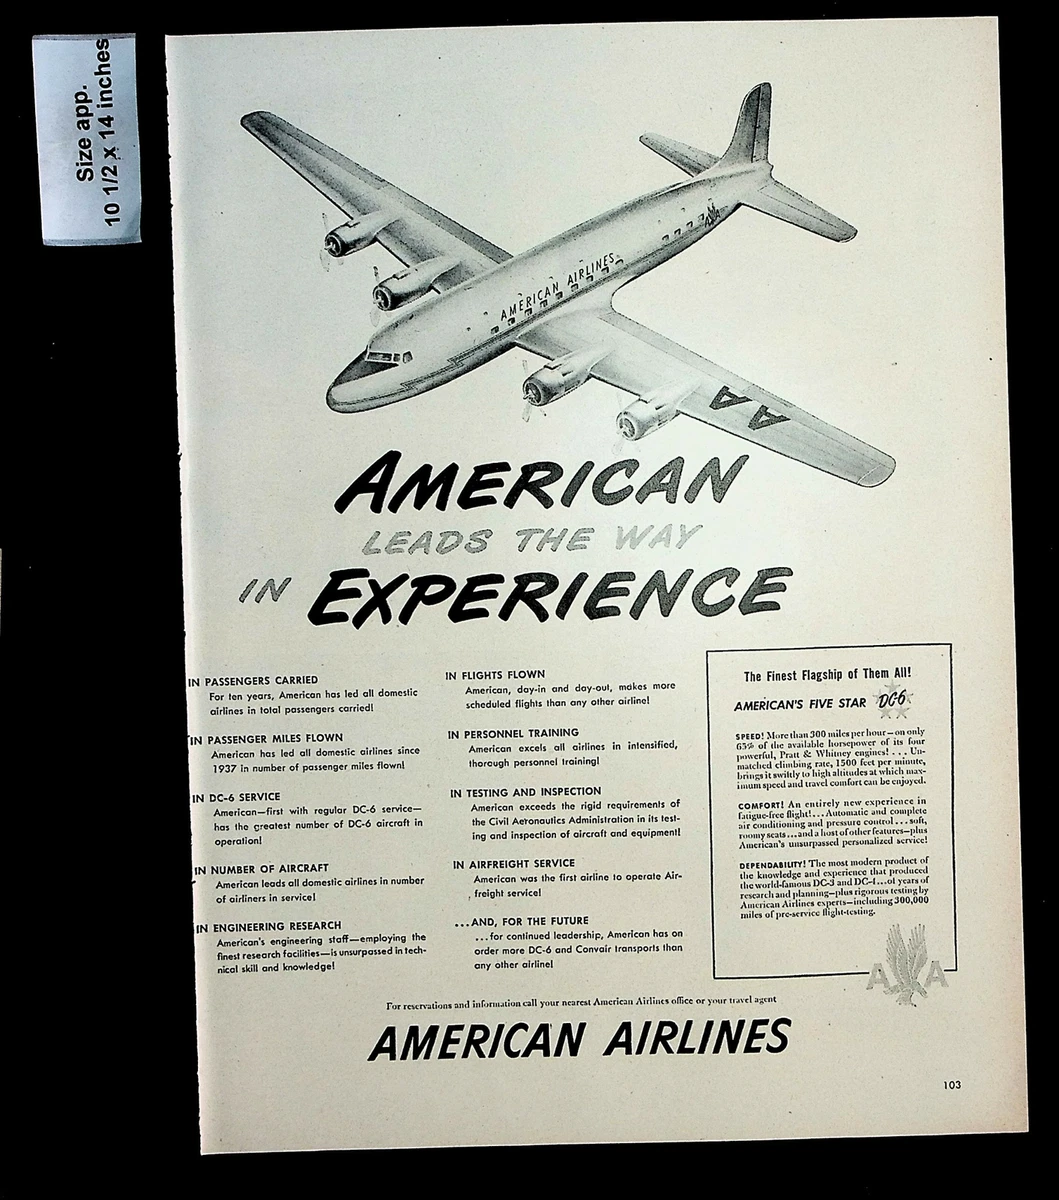 Size app.
10 1/2 x 14 inches
AMERICAN AIRLINES
AA
AA
AMERICAN
LEADS THE WAY
IN EXPERIENCE
IN PASSENGERS CARRIED
For ten years, American has led all domestic
airlines in total passengers carried!
IN PASSENGER MILES FLOWN
American has led all domestic airlines since
1937 in number of passenger miles flown!
IN DC-6 SERVICE
American—first with regular DC-6 service—
has the greatest number of DC-6 aircraft in
operation!
IN NUMBER OF AIRCRAFT
American leads all domestic airlines in number
of airliners in service!
IN ENGINEERING RESEARCH
American's engineering staff—employing the
finest research facilities—is unsurpassed in tech-
nical skill and knowledge!
IN FLIGHTS FLOWN
American, day-in and day-out, makes more
scheduled flights than any other airline!
IN PERSONNEL TRAINING
American excels all airlines in intensified,
thorough personnel training!
IN TESTING AND INSPECTION
American exceeds the rigid requirements of
the Civil Aeronautics Administration in its test-
ing and inspection of aircraft and equipment!
IN AIRFREIGHT SERVICE
American was the first airline to operate Air-
freight service!
...AND, FOR THE FUTURE
...for continued leadership, American has on
order more DC-6 and Convair transports than
any other airline!
The Finest Flagship of Them All!
AMERICAN'S FIVE STAR DC-6
SPEED! More than 300 miles per hour—on only
63% of the available horsepower of its four
powerful, Pratt & Whitney engines! . . . Un-
matched climbing rate, 1500 feet per minute,
brings it swiftly to high altitudes at which max-
imum speed and travel comfort can be enjoyed.
COMFORT! An entirely new experience in
fatigue-free flight!...Automatic and complete
air conditioning and pressure control ... soft,
roomy seats...and a host of other features—plus
American's unsurpassed personalized service!
DEPENDABILITY! The most modern product of
the knowledge and experience that produced
the world-famous DC-3 and DC-4...of years of
research and planning—plus rigorous testing by
American Airlines experts—including 300,000
miles of pre-service flight-testing.
A A
For reservations and information call your nearest American Airlines office or your travel agent
AMERICAN AIRLINES
103